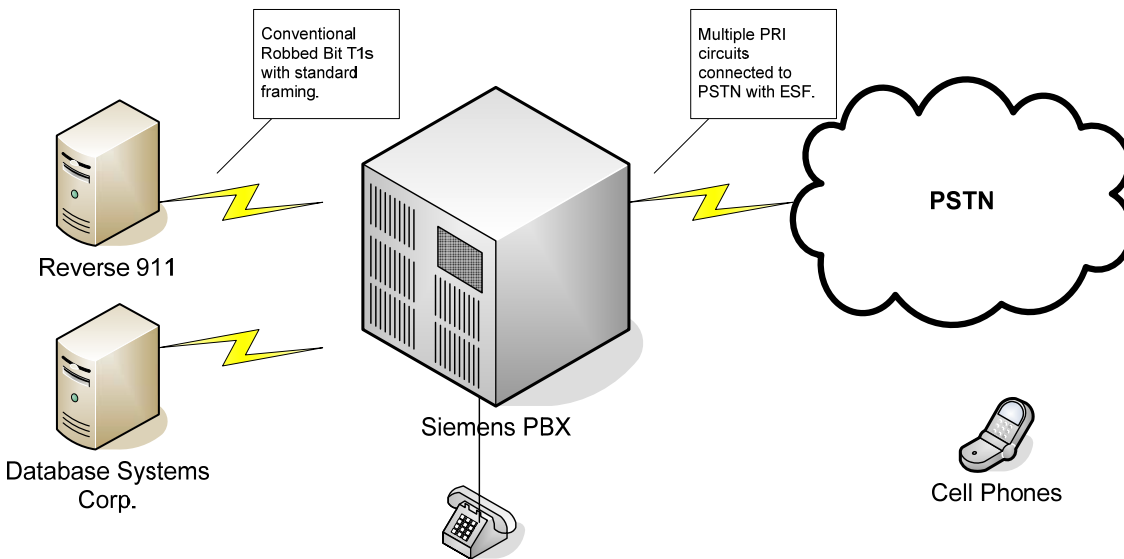 Conventional
Robbed Bit T1s
with standard
framing.
Multiple PRI
circuits
connected to
PSTN with ESF.
PSTN
Reverse 911
Siemens PBX
Database Systems
Corp.
Cell Phones